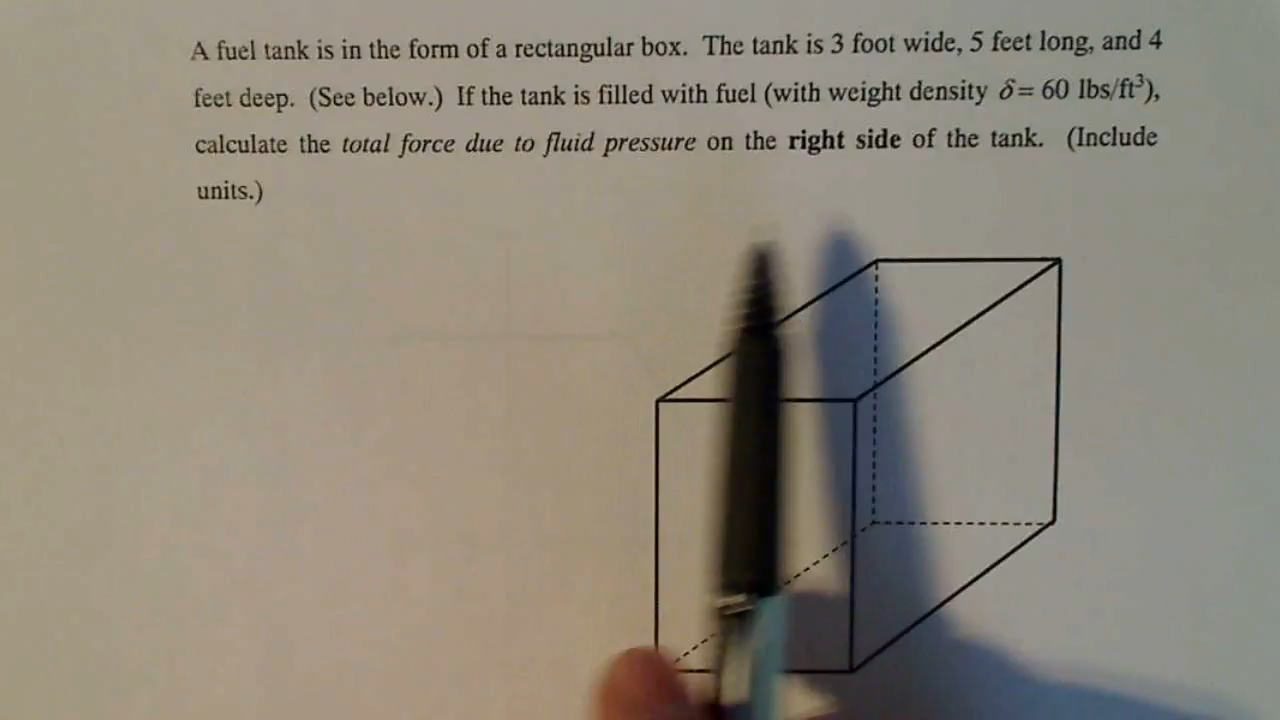 A fuel tank is in the form of a rectangular box. The tank is 3 foot wide, 5 feet long, and 4
feet deep. (See below.) If the tank is filled with fuel (with weight density δ = 60 lbs/ft³),
calculate the total force due to fluid pressure on the right side of the tank. (Include
units.)